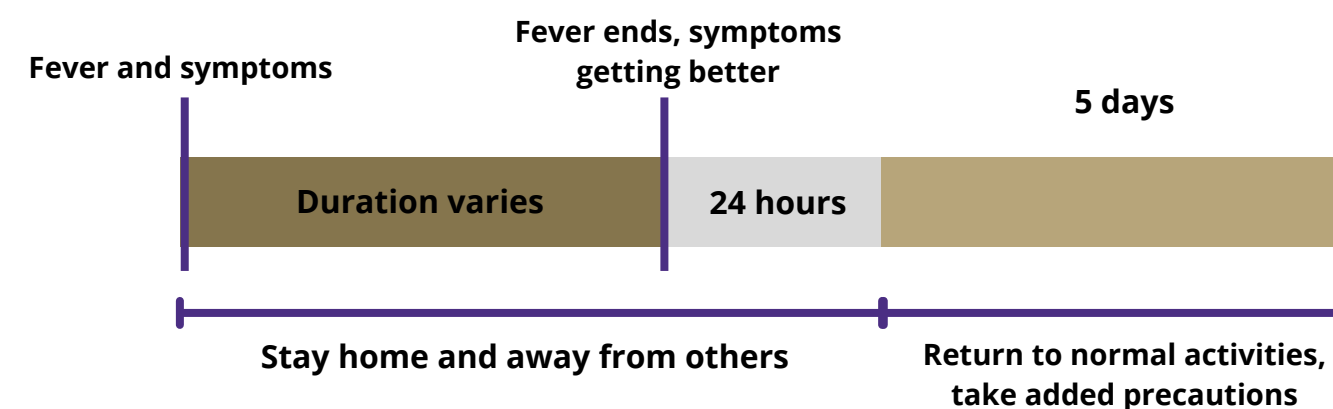 Fever and symptoms
Fever ends, symptoms
getting better
5 days
Duration varies
24 hours
Stay home and away from others
Return to normal activities,
take added precautions